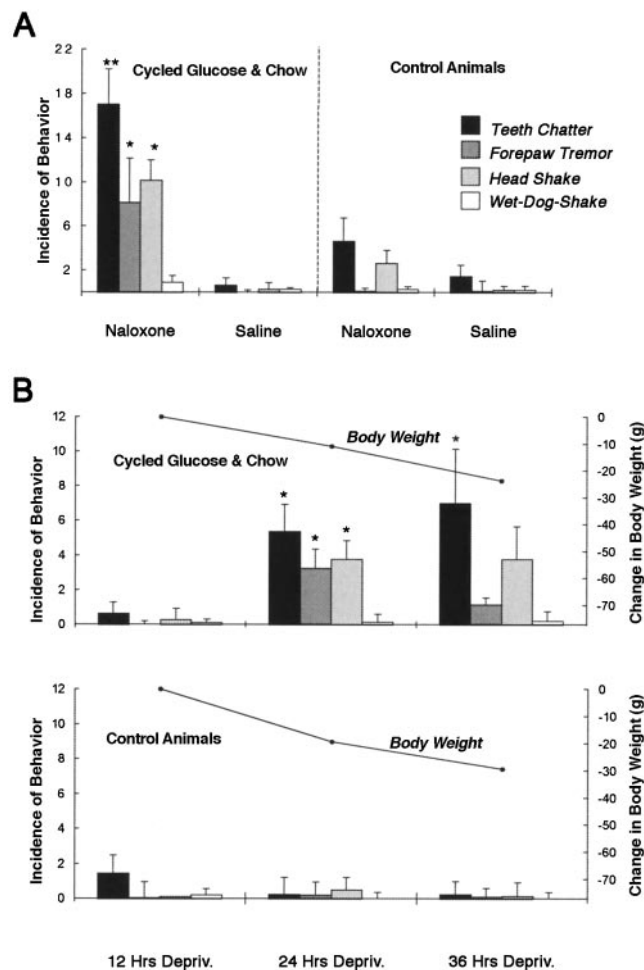 A
Cycled Glucose & Chow
Control Animals
Incidence of Behavior
22
18
14
10
6
2
** 
*
*
Teeth Chatter
Forepaw Tremor
Head Shake
Wet-Dog-Shake
Naloxone
Saline
Naloxone
Saline
B
Incidence of Behavior
12
10
8
6
4
2
0
Cycled Glucose & Chow
Body Weight
*
*
*
*
0
-10
-20
-30
-40
-50
-60
-70
Change in Body Weight (g)
Incidence of Behavior
12
10
8
6
4
2
0
Control Animals
Body Weight
0
-10
-20
-30
-40
-50
-60
-70
Change in Body Weight (g)
12 Hrs Depriv.
24 Hrs Depriv.
36 Hrs Depriv.